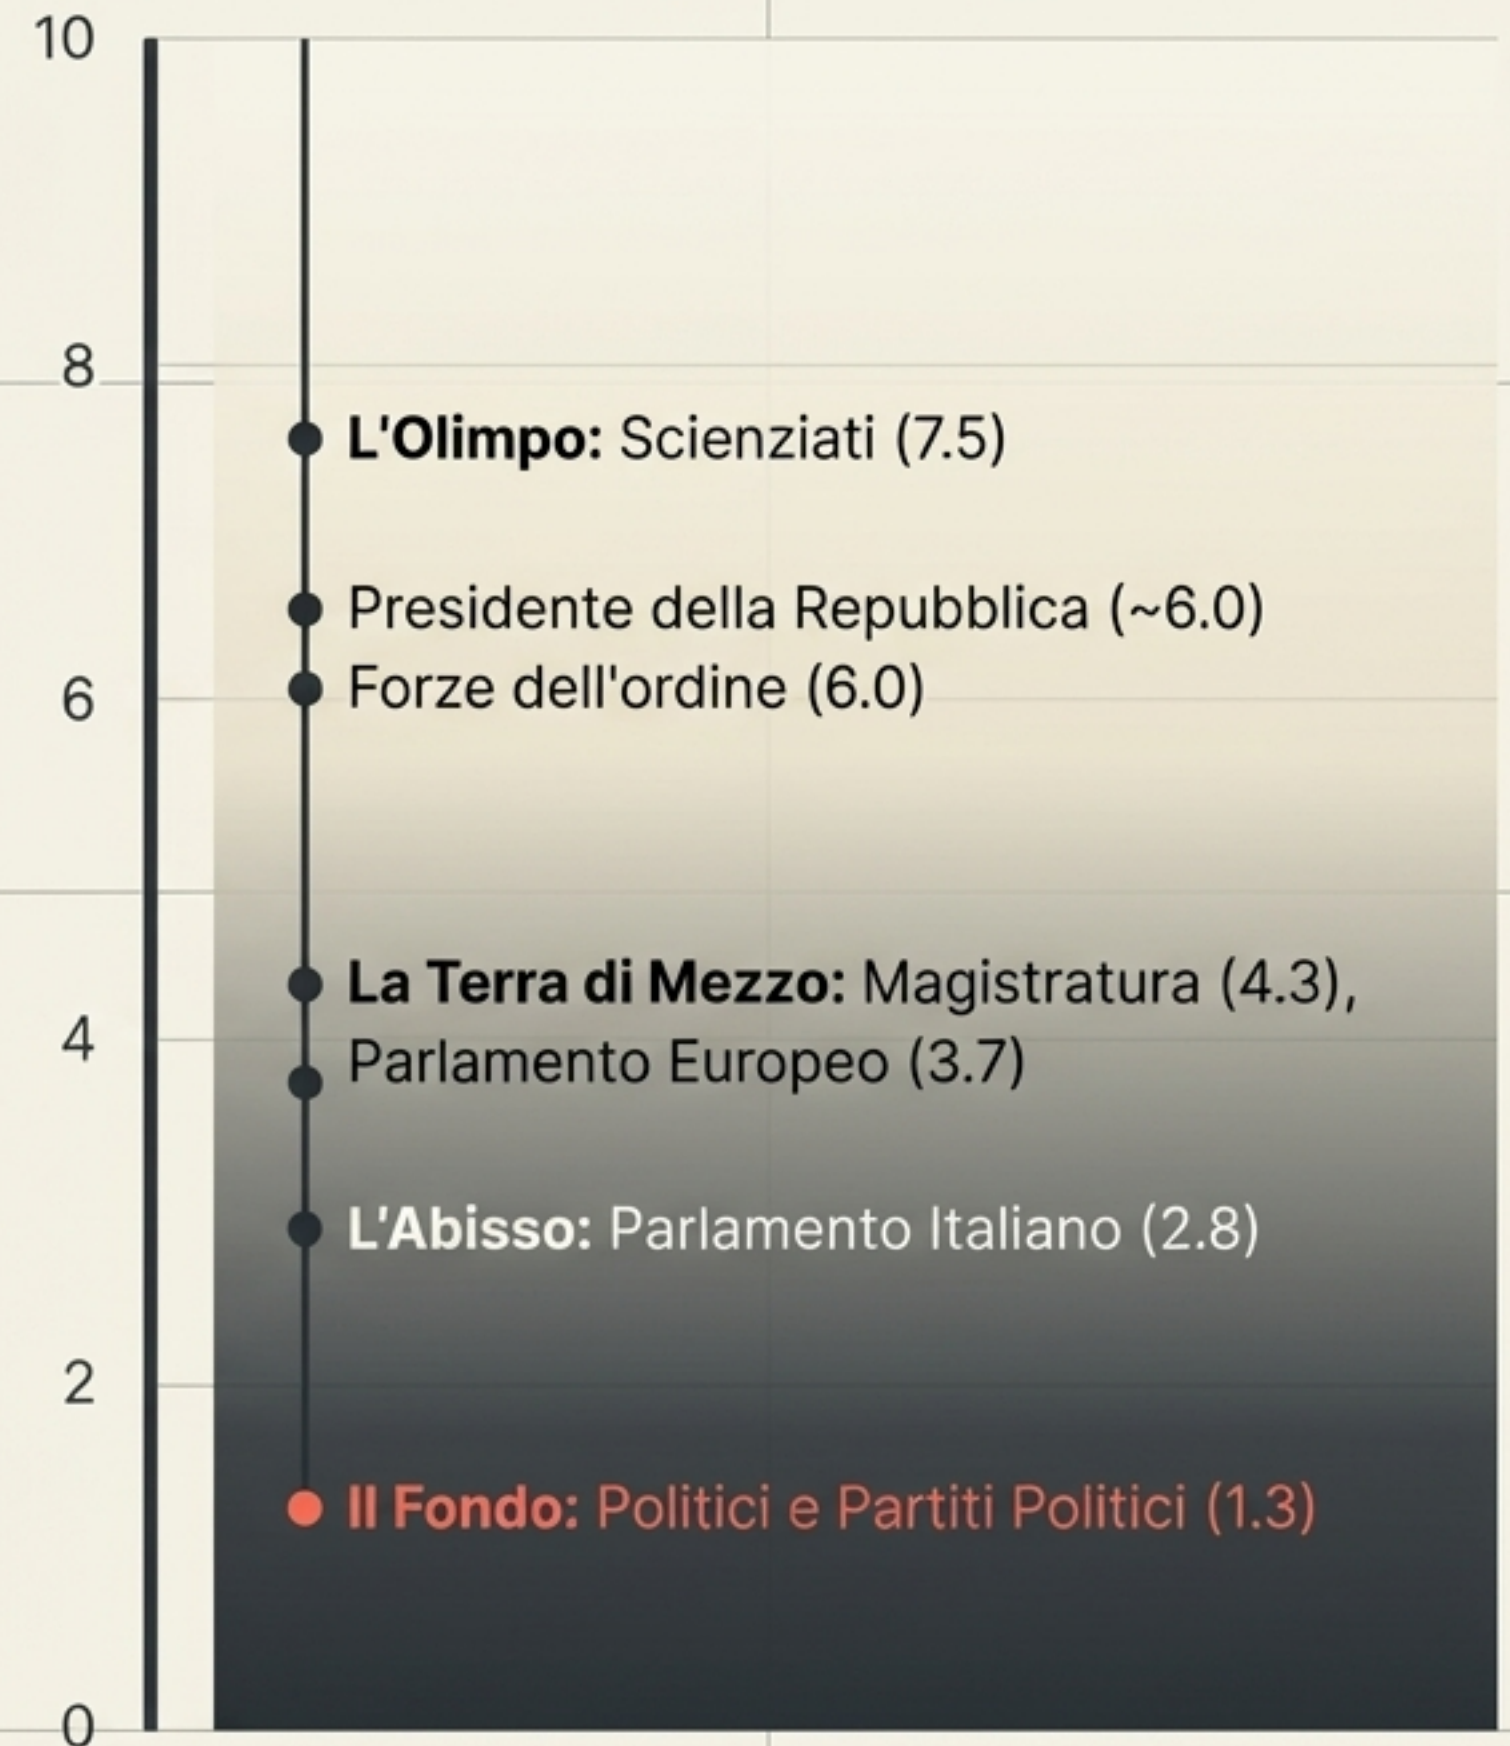 10
8
L'Olimpo: Scienziati (7.5)
Presidente della Repubblica (~6.0)
Forze dell'ordine (6.0)
6
La Terra di Mezzo: Magistratura (4.3),
4
Parlamento Europeo (3.7)
L'Abisso: Parlamento Italiano (2.8)
2
Il Fondo: Politici e Partiti Politici (1.3)
0